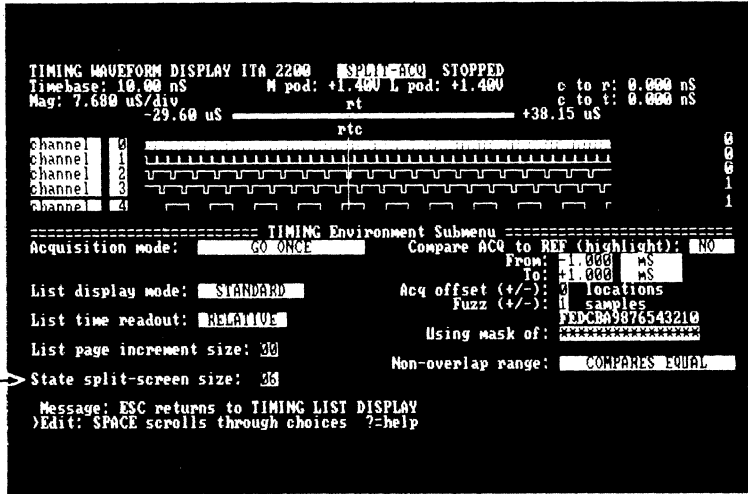 TIMING WAVEFORM DISPLAY ITA 2200 SPLIT-ACQ STOPPED
Timebase: 10.00 nS M pod: +1.40V L pod: +1.40V c to r: 0.000 nS
Mag: 7.680 uS/div rt c to t: 0.000 nS
-29.60 uS +38.15 uS
rtc
channel 0 0
channel 1 0
channel 2 0
channel 3 1
channel 4 1
========================== TIMING Environment Submenu ==========================
Acquisition mode: GO ONCE Compare ACQ to REF (highlight): NO
From: -1.000 mS
To: +1.000 mS
List display mode: STANDARD Acq offset (+/-): 0 locations
Fuzz (+/-): 1 samples
FEDCBA9876543210
List time readout: RELATIVE Using mask of: ****************
List page increment size: 00
Non-overlap range: COMPARES EQUAL
State split-screen size: 06
Message: ESC returns to TIMING LIST DISPLAY
>Edit: SPACE scrolls through choices ?=help